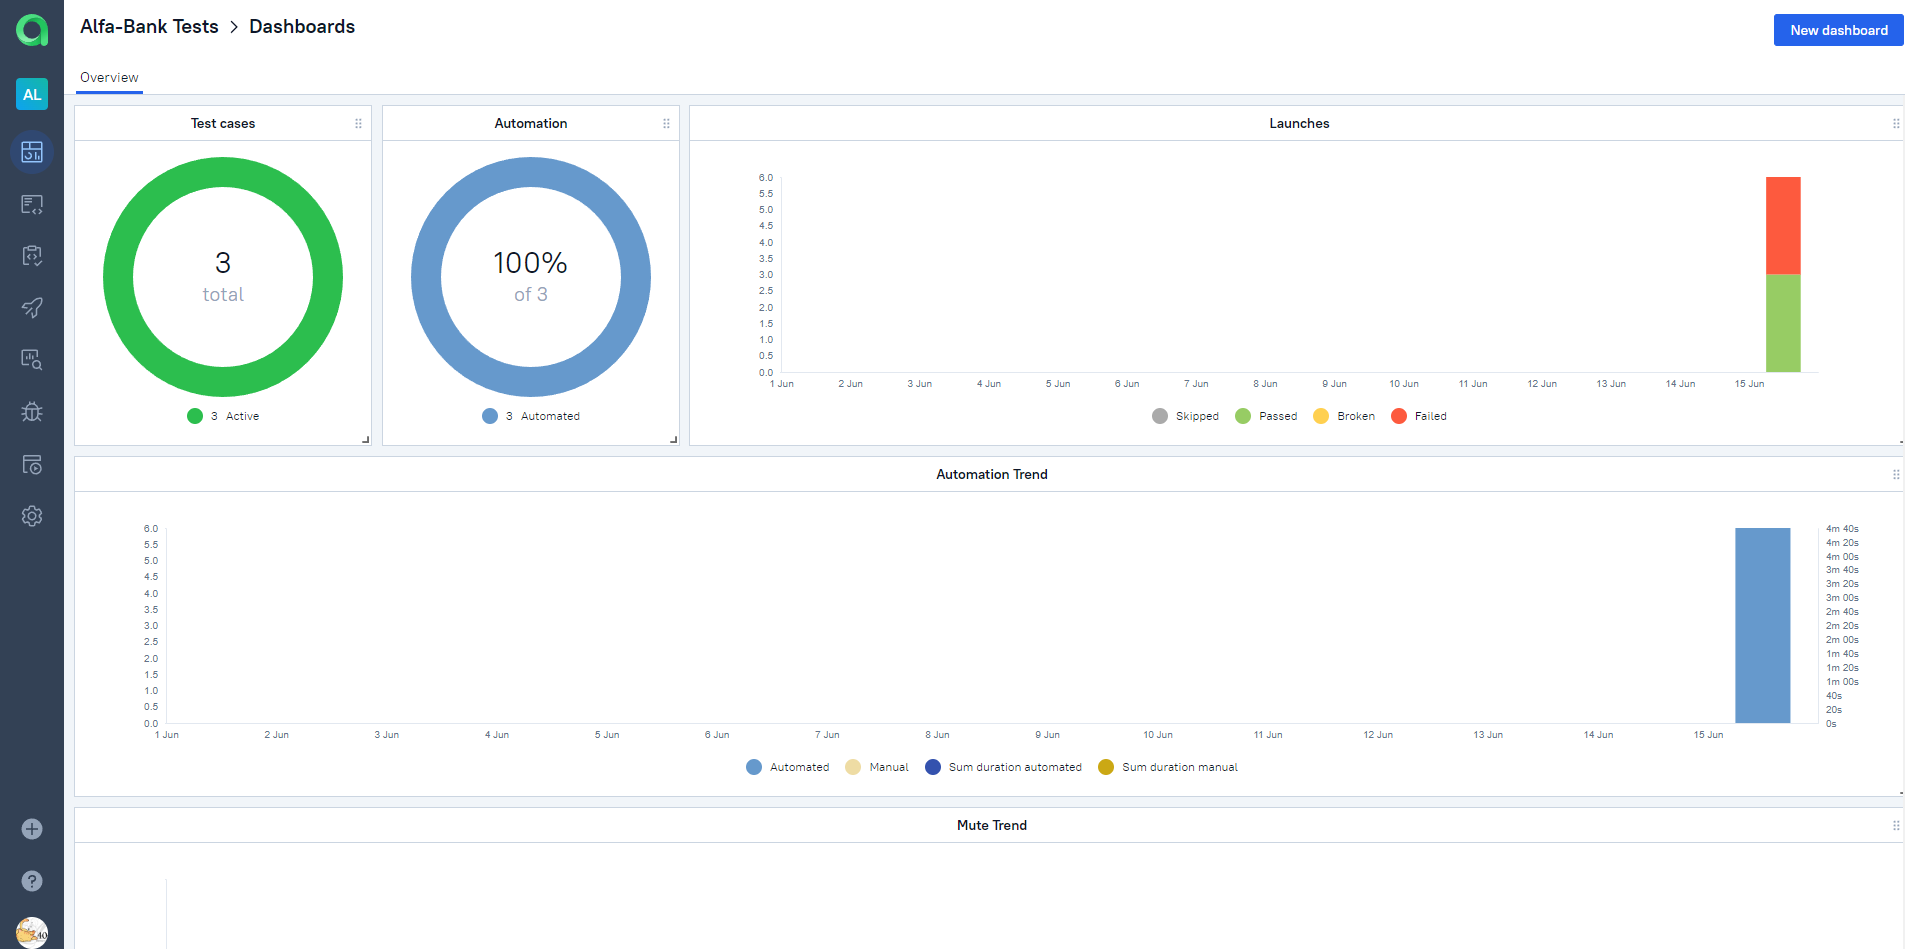 Alfa-Bank Tests > Dashboards
New dashboard
AL
Overview
Test cases
3
total
3 Active
Automation
100%
of 3
3 Automated
Launches
6.0
5.5
5.0
4.5
4.0
3.5
3.0
2.5
2.0
1.5
1.0
0.5
0.0
1 Jun 2 Jun 3 Jun 4 Jun 5 Jun 6 Jun 7 Jun 8 Jun 9 Jun 10 Jun 11 Jun 12 Jun 13 Jun 14 Jun 15 Jun
Skipped Passed Broken Failed
Automation Trend
6.0
5.5
5.0
4.5
4.0
3.5
3.0
2.5
2.0
1.5
1.0
0.5
0.0
4m 40s
4m 20s
4m 00s
3m 40s
3m 20s
3m 00s
2m 40s
2m 20s
2m 00s
1m 40s
1m 20s
1m 00s
40s
20s
0s
1 Jun 2 Jun 3 Jun 4 Jun 5 Jun 6 Jun 7 Jun 8 Jun 9 Jun 10 Jun 11 Jun 12 Jun 13 Jun 14 Jun 15 Jun
Automated Manual Sum duration automated Sum duration manual
Mute Trend
?